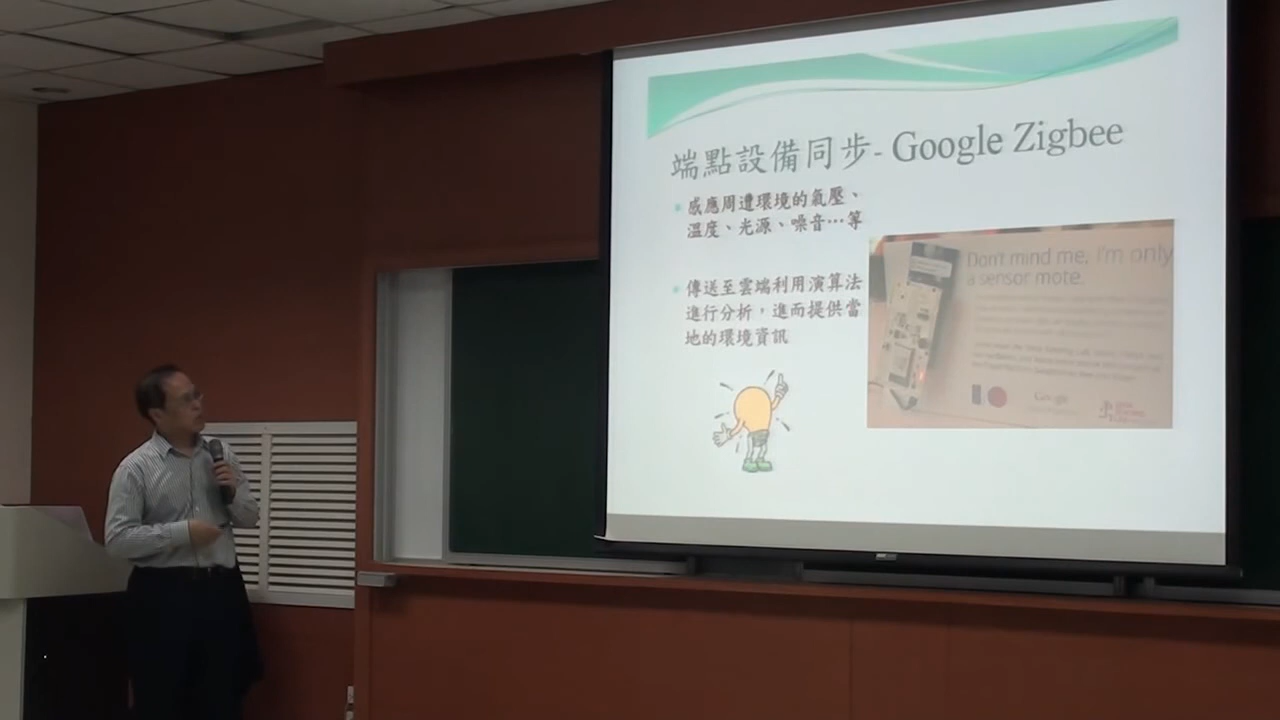 端點設備同步- Google Zigbee
感應周遭環境的氣壓、
溫度、光源、噪音…等
傳送至雲端利用演算法
進行分析，進而提供當
地的環境資訊
Don't mind me, I'm only
a sensor mote.
Google